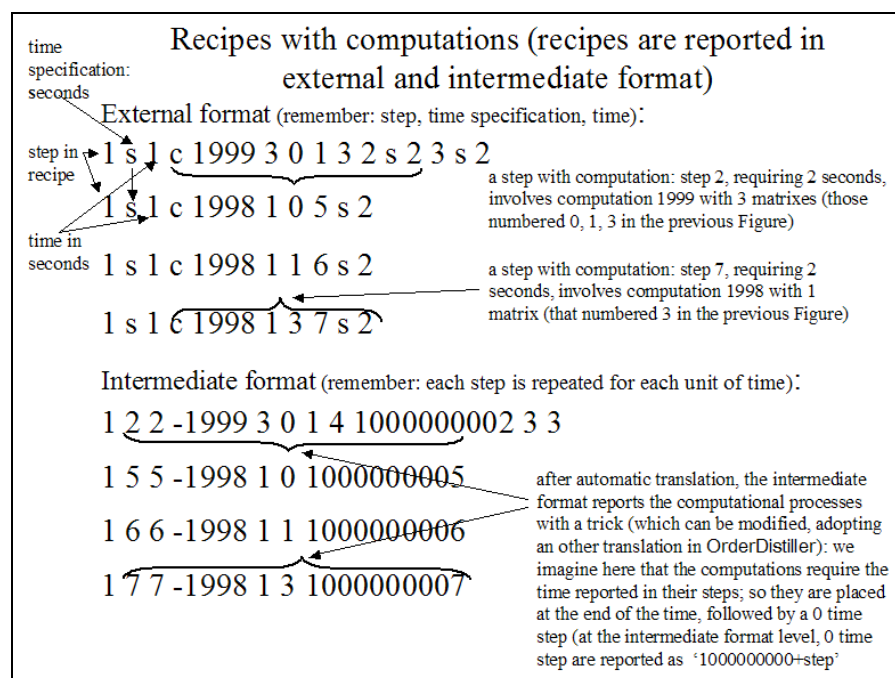 Recipes with computations (recipes are reported in
external and intermediate format)
time
specification:
seconds
External format (remember: step, time specification, time):
1 s 1 c 1999 3 0 1 3 2 s 2 3 s 2
step in
recipe
1 s 1 c 1998 1 0 5 s 2
time in
seconds
1 s 1 c 1998 1 1 6 s 2
1 s 1 c 1998 1 3 7 s 2
a step with computation: step 2, requiring 2 seconds,
involves computation 1999 with 3 matrixes (those
numbered 0, 1, 3 in the previous Figure)
a step with computation: step 7, requiring 2
seconds, involves computation 1998 with 1
matrix (that numbered 3 in the previous Figure)
Intermediate format (remember: each step is repeated for each unit of time):
1 2 2 -1999 3 0 1 4 1000000002 3 3
1 5 5 -1998 1 0 1000000005
1 6 6 -1998 1 1 1000000006
1 7 7 -1998 1 3 1000000007
after automatic translation, the intermediate
format reports the computational processes
with a trick (which can be modified, adopting
an other translation in OrderDistiller): we
imagine here that the computations require the
time reported in their steps; so they are placed
at the end of the time, followed by a 0 time
step (at the intermediate format level, 0 time
step are reported as ‘1000000000+step’